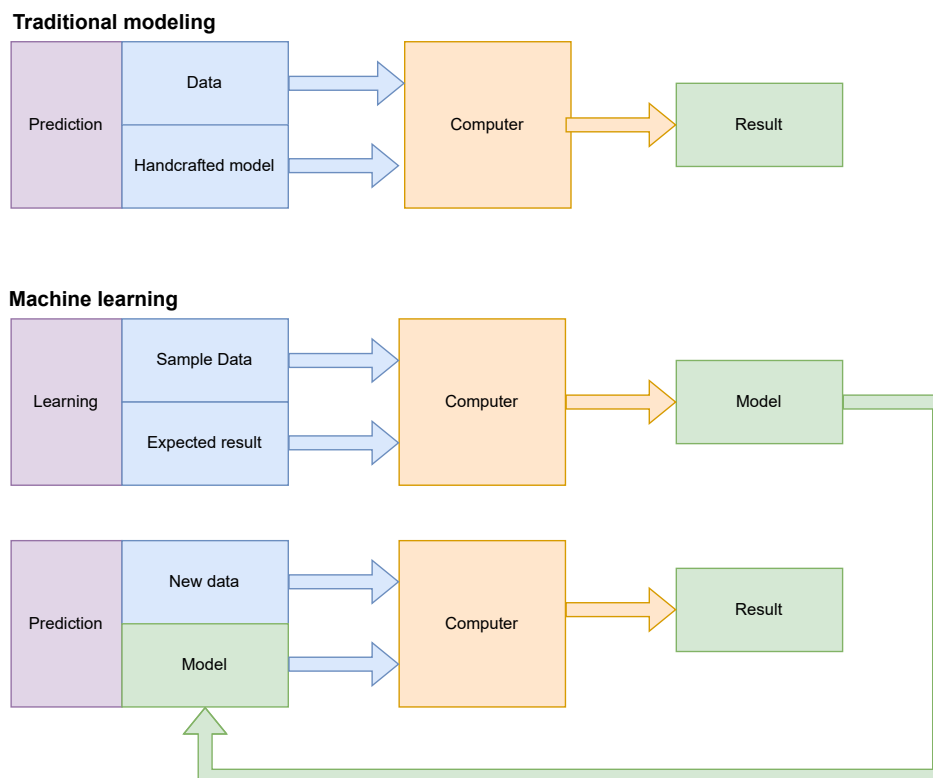 Traditional modeling
Prediction
Data
Handcrafted model
Computer
Result
Machine learning
Learning
Sample Data
Expected result
Computer
Model
Prediction
New data
Model
Computer
Result